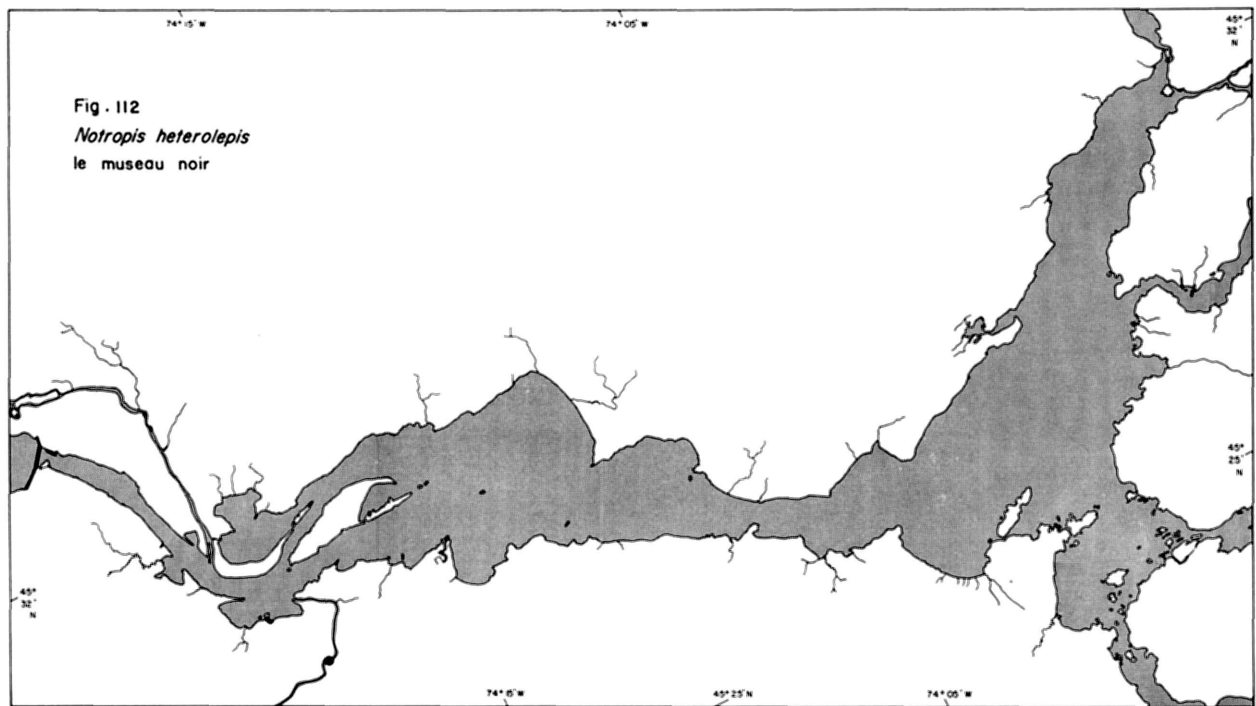 74° 15' W
74° 05' W
45°
32'
N
Fig. 112
Notropis heterolepis
le museau noir
45°
25'
N
45°
32'
N
74° 15' W
45° 25' N
74° 05' W